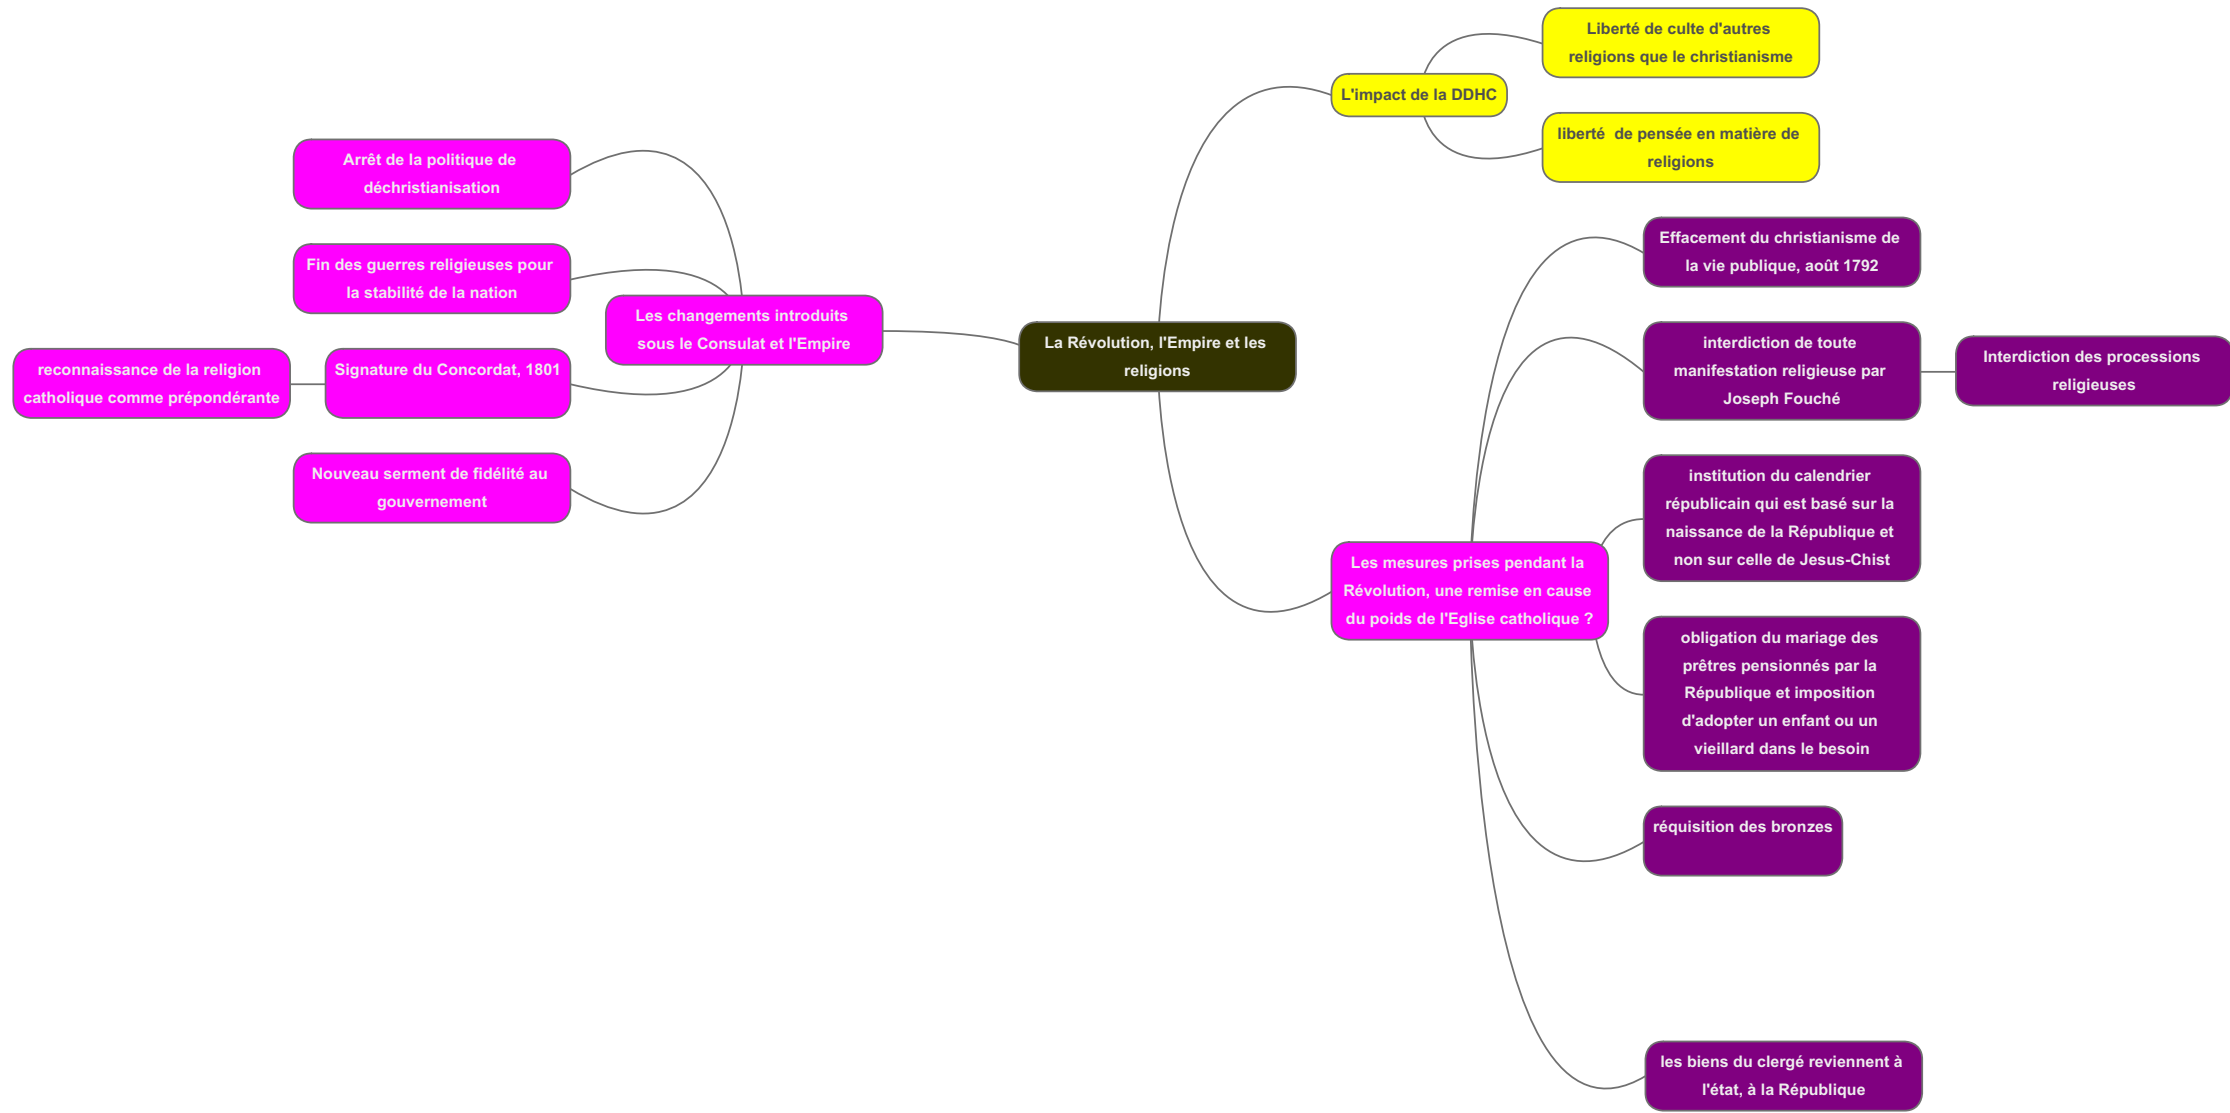 La Révolution, l'Empire et les
religions
L'impact de la DDHC
Liberté de culte d'autres
religions que le christianisme
liberté  de pensée en matière de
religions
Les mesures prises pendant la
Révolution, une remise en cause
du poids de l'Eglise catholique ?
Effacement du christianisme de
la vie publique, août 1792
interdiction de toute
manifestation religieuse par
Joseph Fouché
Interdiction des processions
religieuses
institution du calendrier
républicain qui est basé sur la
naissance de la République et
non sur celle de Jesus-Chist
obligation du mariage des
prêtres pensionnés par la
République et imposition
d'adopter un enfant ou un
vieillard dans le besoin
réquisition des bronzes
les biens du clergé reviennent à
l'état, à la République
Les changements introduits
sous le Consulat et l'Empire
Arrêt de la politique de
déchristianisation
Fin des guerres religieuses pour
la stabilité de la nation
Signature du Concordat, 1801
reconnaissance de la religion
catholique comme prépondérante
Nouveau serment de fidélité au
gouvernement